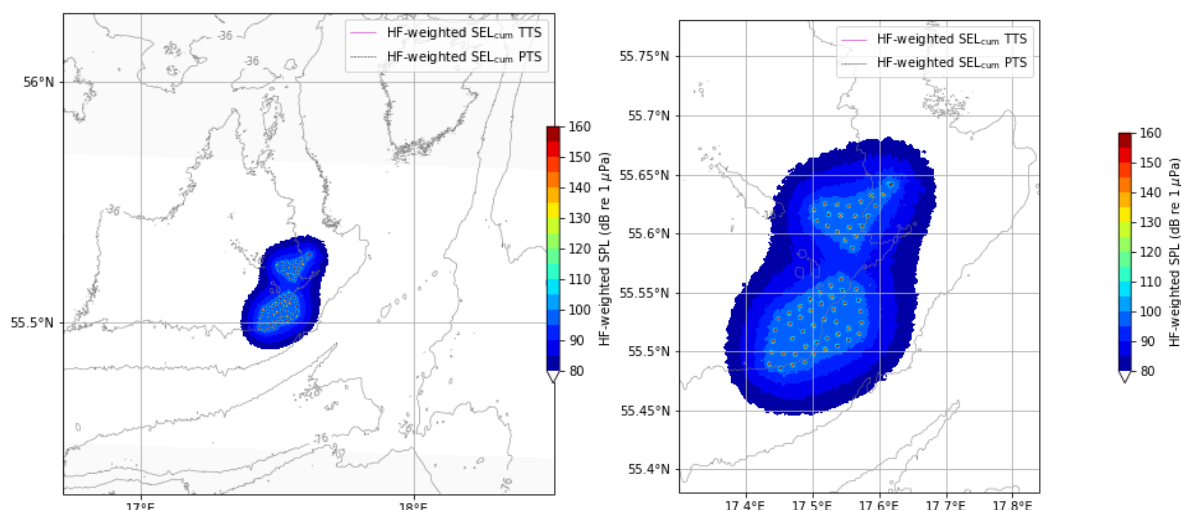 HF-weighted SELcum TTS
HF-weighted SELcum PTS
-36
-36
-36
-76
-76
-76
56°N
55.5°N
17°E
18°E
160
150
140
130
120
110
100
90
80
HF-weighted SPL (dB re 1 μPa)
HF-weighted SELcum TTS
HF-weighted SELcum PTS
55.75°N
55.7°N
55.65°N
55.6°N
55.55°N
55.5°N
55.45°N
55.4°N
17.4°E
17.5°E
17.6°E
17.7°E
17.8°E
160
150
140
130
120
110
100
90
80
HF-weighted SPL (dB re 1 μPa)